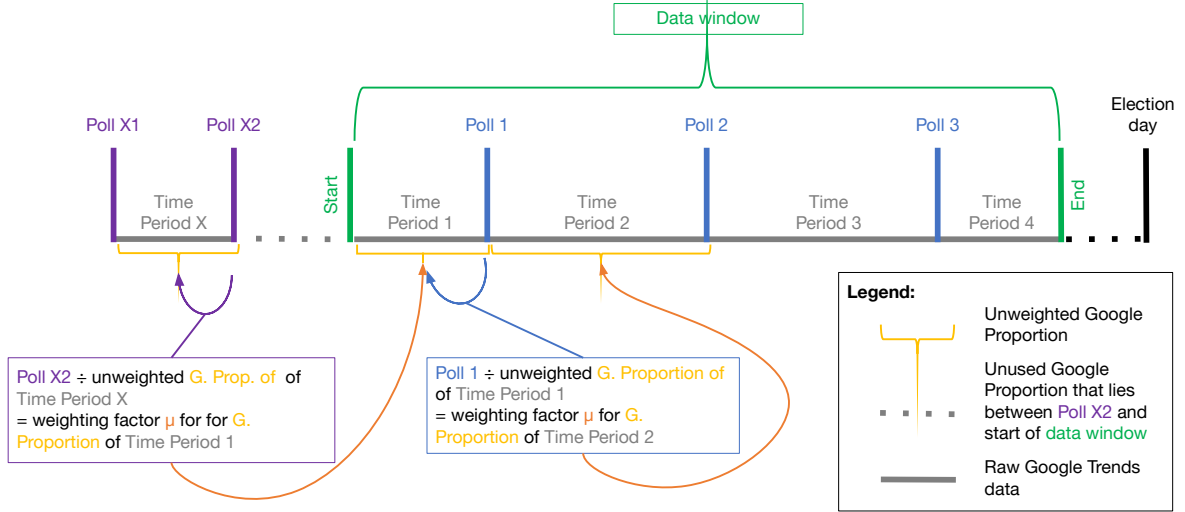 Data window
Election
day
Poll X1
Poll X2
Poll 1
Poll 2
Poll 3
Start
Time
Period X
Time
Period 1
Time
Period 2
Time
Period 3
Time
Period 4
End
Legend:
Unweighted Google
Proportion
Unused Google
Proportion that lies
between Poll X2 and
start of data window
Raw Google Trends
data
Poll X2 ÷ unweighted G. Prop. of of
Time Period X
= weighting factor µ for for G.
Proportion of Time Period 1
Poll 1 ÷ unweighted G. Proportion of
of Time Period 1
= weighting factor µ for G.
Proportion of Time Period 2